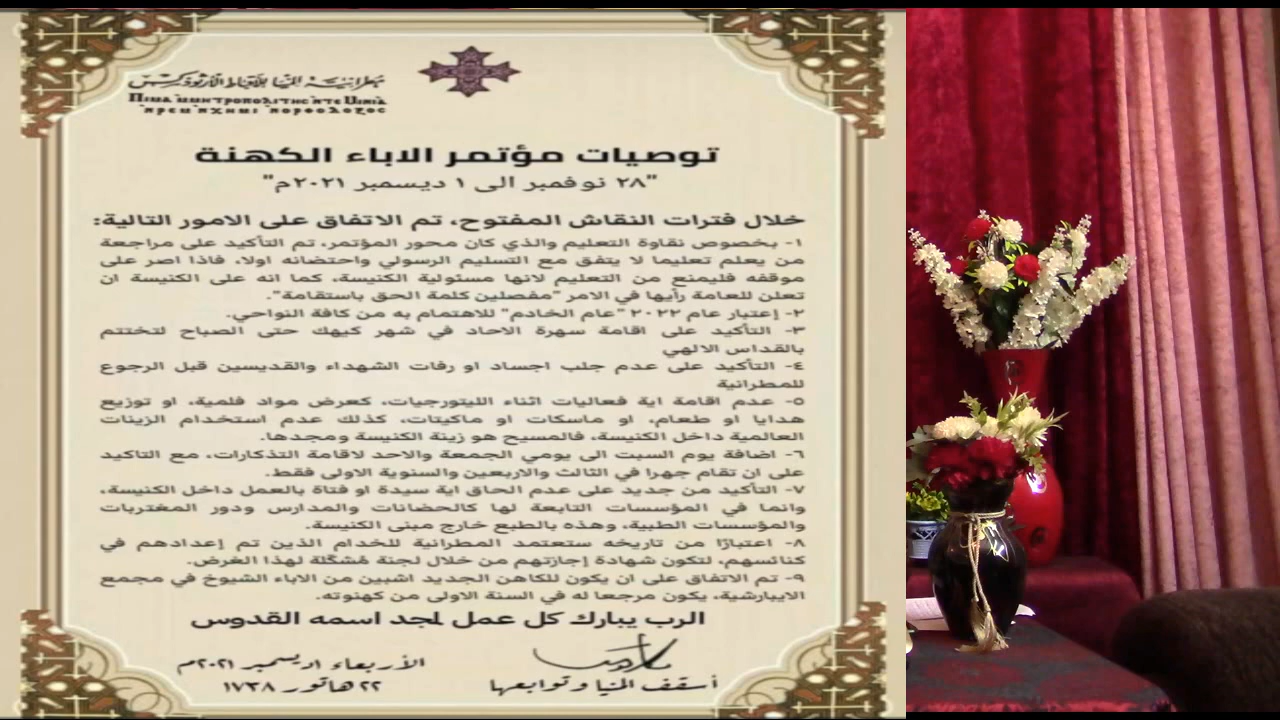 مطرانية المنيا للأقباط الأرثوذكس
توصيات مؤتمر الاباء الكهنة
"٢٨ نوفمبر الى ١ ديسمبر ٢٠٢١م"
خلال فترات النقاش المفتوح، تم الاتفاق على الامور التالية:
١- بخصوص نقاوة التعليم والذي كان محور المؤتمر، تم التأكيد على مراجعة
من يعلم تعليما لا يتفق مع التسليم الرسولي واحتضانه اولا، فاذا اصر على
موقفه فليمنع من التعليم لانها مسئولية الكنيسة، كما انه على الكنيسة ان
تعلن للعامة رأيها في الامر "مفصلين كلمة الحق باستقامة".
٢- إعتبار عام ٢٠٢٢ "عام الخادم" للاهتمام به من كافة النواحي.
٣- التأكيد على اقامة سهرة الاحاد في شهر كيهك حتى الصباح لتختتم
بالقداس الالهي
٤- التأكيد على عدم جلب اجساد او رفات الشهداء والقديسين قبل الرجوع
للمطرانية
٥- عدم اقامة اية فعاليات اثناء الليتورجيات، كعرض مواد فلمية، او توزيع
هدايا او طعام، او ماسكات او ماكيتات، كذلك عدم استخدام الزينات
العالمية داخل الكنيسة، فالمسيح هو زينة الكنيسة ومجدها.
٦- اضافة يوم السبت الى يومي الجمعة والاحد لاقامة التذكارات، مع التاكيد
على ان تقام جهرا في الثالث والاربعين والسنوية الاولى فقط.
٧- التأكيد من جديد على عدم الحاق اية سيدة او فتاة بالعمل داخل الكنيسة،
وانما في المؤسسات التابعة لها كالحضانات والمدارس ودور المغتربات
والمؤسسات الطبية، وهذه بالطبع خارج مبنى الكنيسة.
٨- اعتبارًا من تاريخه ستعتمد المطرانية للخدام الذين تم إعدادهم في
كنائسهم، لتكون شهادة إجازتهم من خلال لجنة مُشكّلة لهذا الغرض.
٩- تم الاتفاق على ان يكون للكاهن الجديد اشبين من الاباء الشيوخ في مجمع
الايبارشية، يكون مرجعا له في السنة الاولى من كهنوته.
الرب يبارك كل عمل لمجد اسمه القدوس
أسقف المنيا وتوابعها
الأربعاء ١ديسمبر ٢٠٢١م
٢٢ هاتور ١٧٣٨